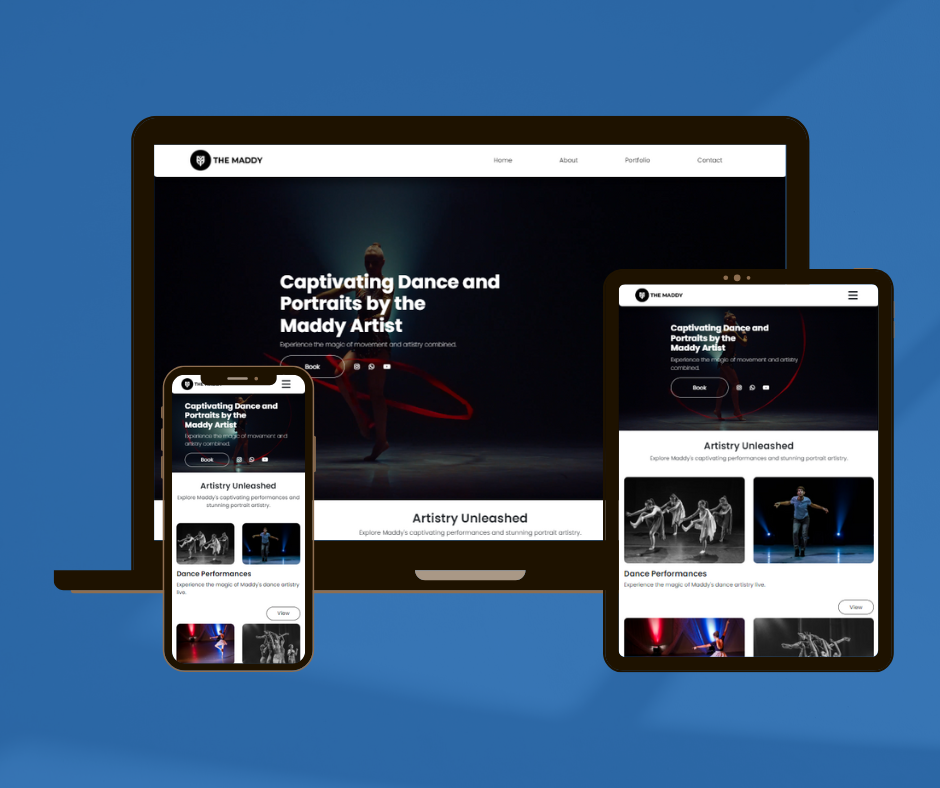 THE MADDY
Home
About
Portfolio
Contact
Captivating Dance and
Portraits by the
Maddy Artist
Experience the magic of movement and artistry combined.
Book
Artistry Unleashed
Explore Maddy's captivating performances and stunning portrait artistry.
THE
Captivating Dance and
Portraits by the
Maddy Artist
Experience the magic of movement and
artistry combined.
Book
Artistry Unleashed
Explore Maddy's captivating performances and
stunning portrait artistry.
Dance Performances
Experience the magic of Maddy's dance artistry
live.
View
THE MADDY
Captivating Dance and
Portraits by the
Maddy Artist
Experience the magic of movement and artistry
combined.
Book
Artistry Unleashed
Explore Maddy's captivating performances and stunning portrait artistry.
Dance Performances
Experience the magic of Maddy's dance artistry live.
View